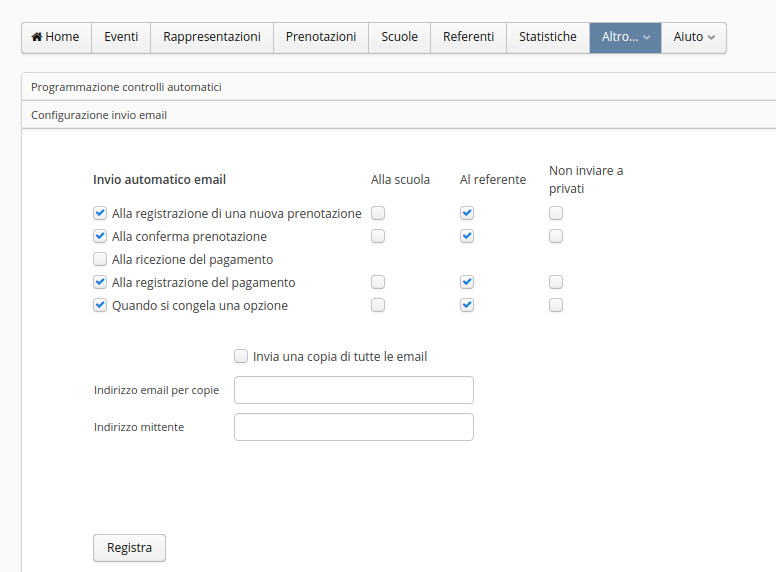 Home Eventi Rappresentazioni Prenotazioni Scuole Referenti Statistiche Altro... Aiuto
Programmazione controlli automatici
Configurazione invio email
Invio automatico email Alla scuola Al referente Non inviare a
privati
Alla registrazione di una nuova prenotazione
Alla conferma prenotazione
Alla ricezione del pagamento
Alla registrazione del pagamento
Quando si congela una opzione
Invia una copia di tutte le email
Indirizzo email per copie
Indirizzo mittente
Registra